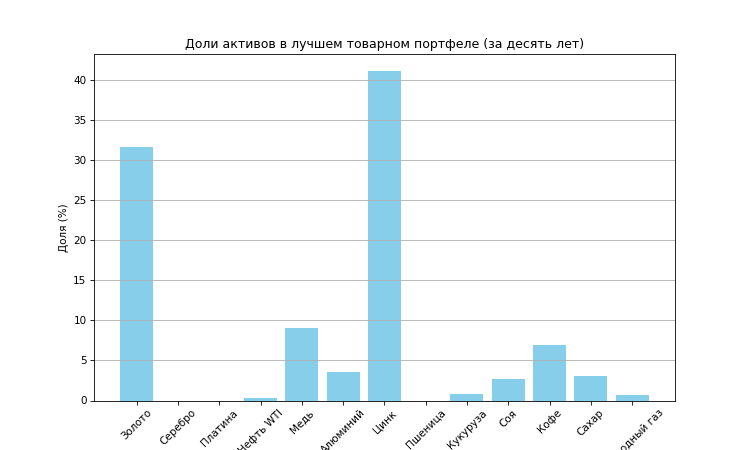 Доли активов в лучшем товарном портфеле (за десять лет)
Доля (%)
40
35
30
25
20
15
10
5
0
Золото
Серебро
Платина
Нефть WTI
Медь
Алюминий
Цинк
Пшеница
Кукуруза
Соя
Кофе
Сахар
газ